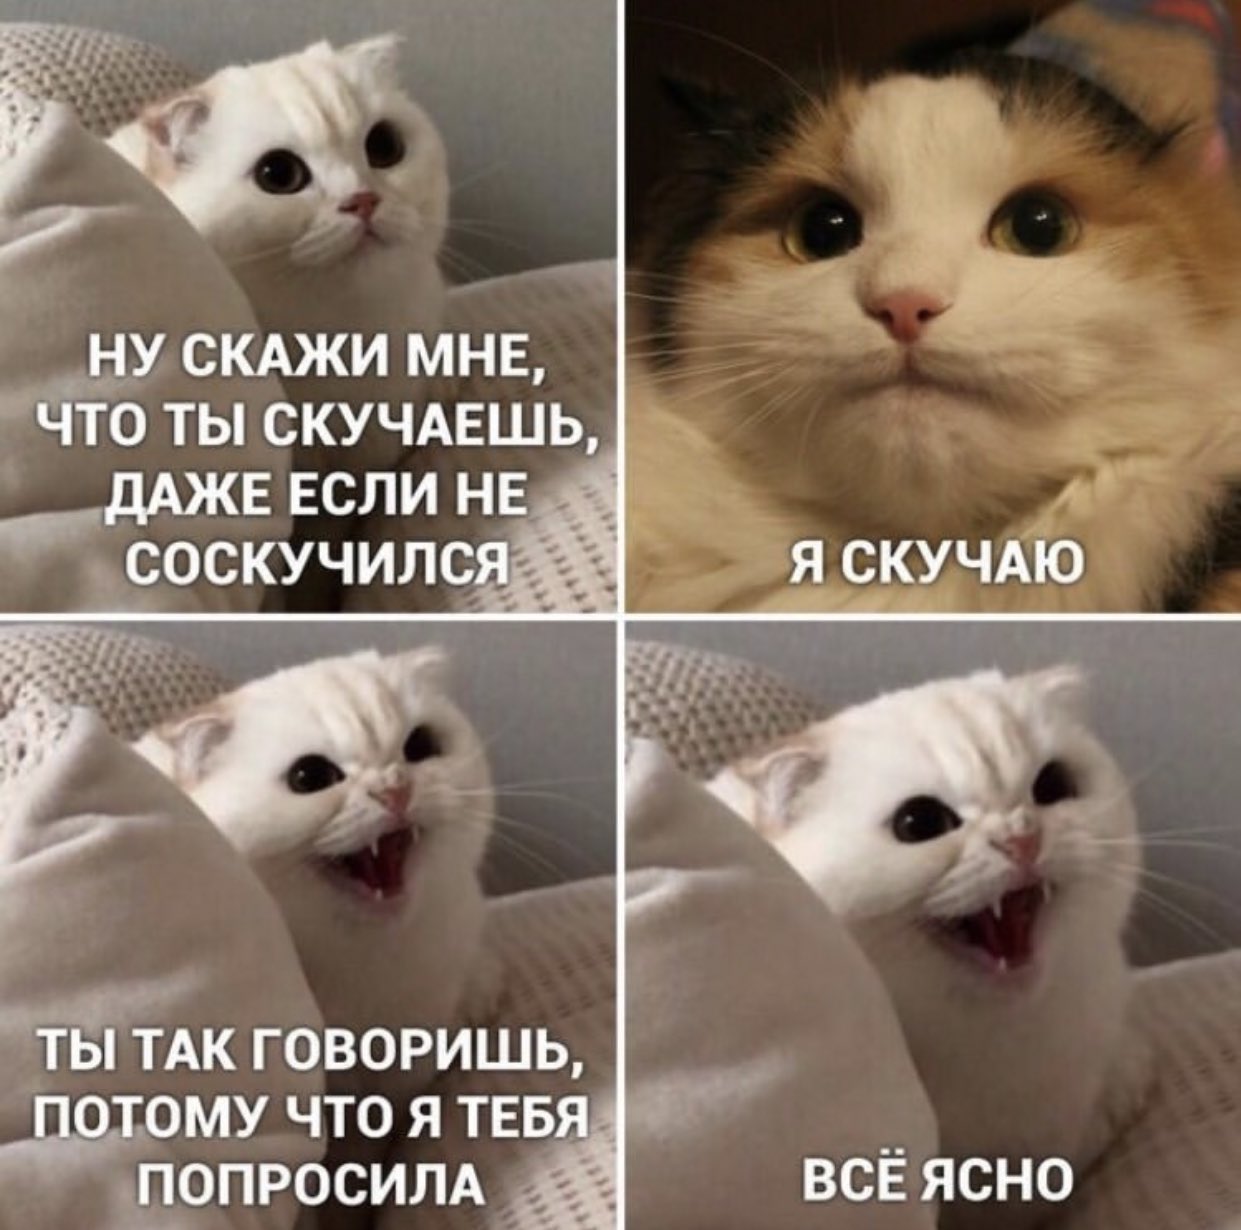 НУ СКАЖИ МНЕ,
ЧТО ТЫ СКУЧАЕШЬ,
ДАЖЕ ЕСЛИ НЕ
СОСКУЧИЛСЯ
Я СКУЧАЮ
ТЫ ТАК ГОВОРИШЬ,
ПОТОМУ ЧТО Я ТЕБЯ
ПОПРОСИЛА
ВСЁ ЯСНО